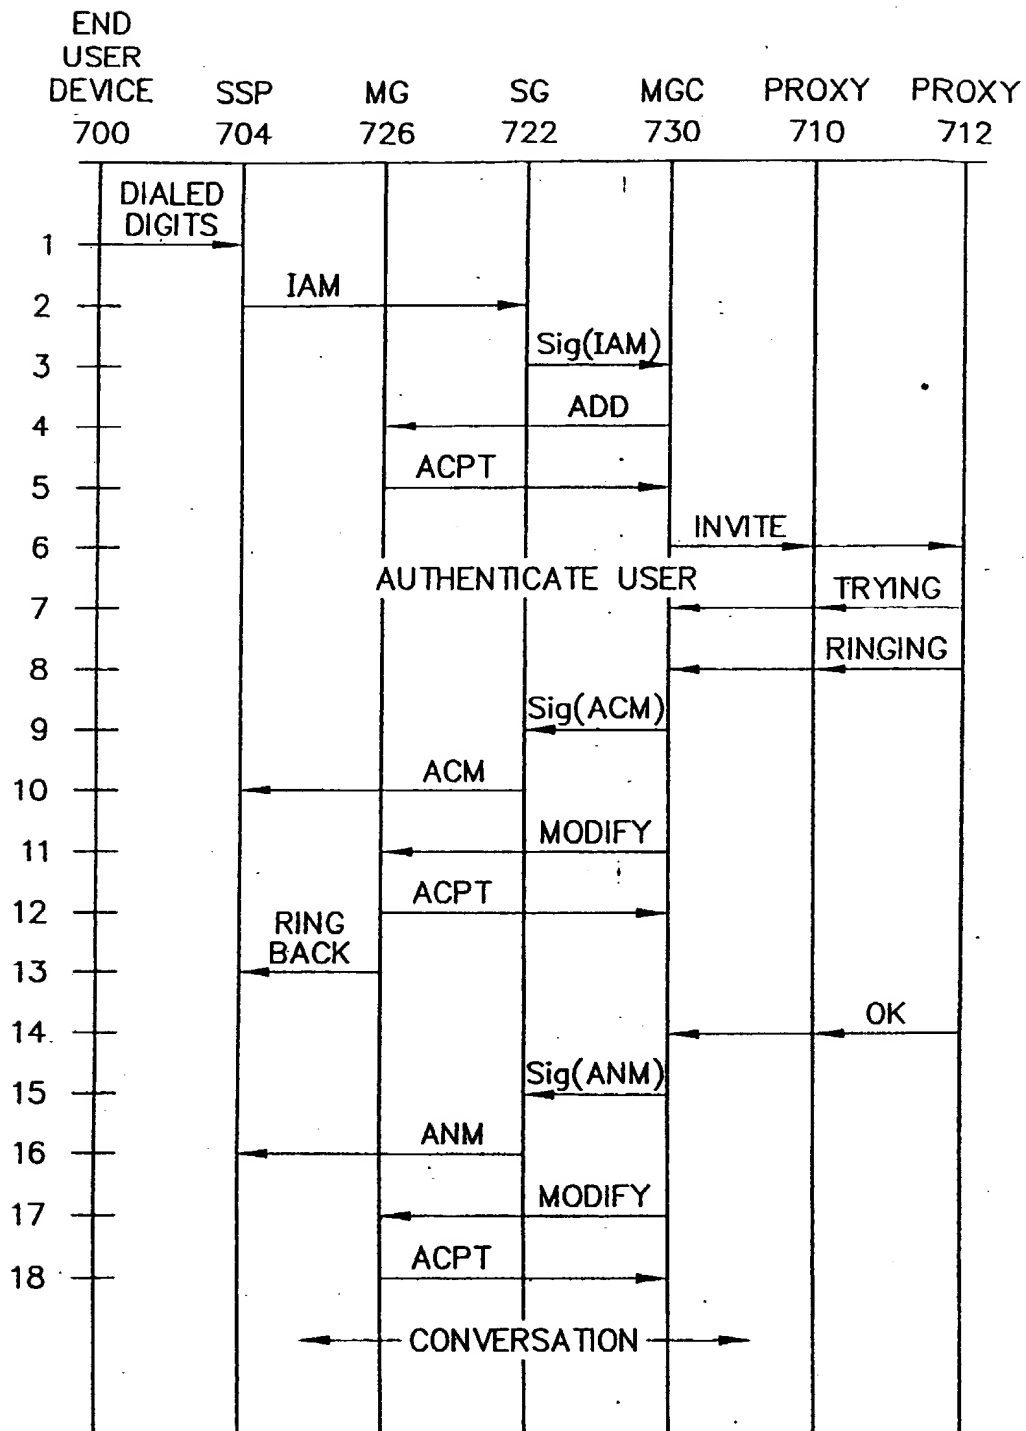 END
USER
DEVICE SSP MG SG MGC PROXY PROXY
700 704 726 722 730 710 712
DIALED
DIGITS
1
IAM
2
Sig(IAM)
3
ADD
4
ACPT
5
INVITE
6
AUTHENTICATE USER
TRYING
7
RINGING
8
Sig(ACM)
9
ACM
10
MODIFY
11
ACPT
12
RING
BACK
13
OK
14
Sig(ANM)
15
ANM
16
MODIFY
17
ACPT
18
CONVERSATION